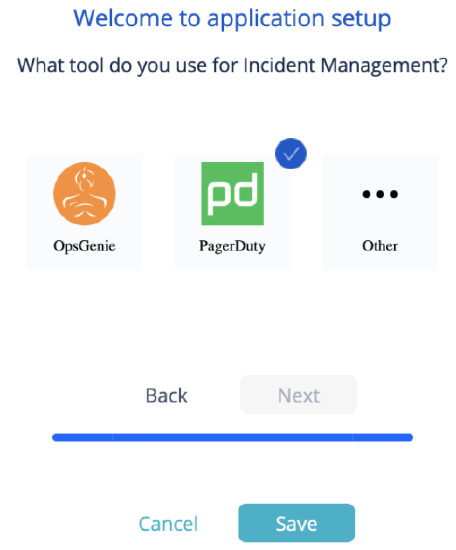 Welcome to application setup
What tool do you use for Incident Management?
pd
OpsGenie PagerDuty Other
Back Next
Cancel Save